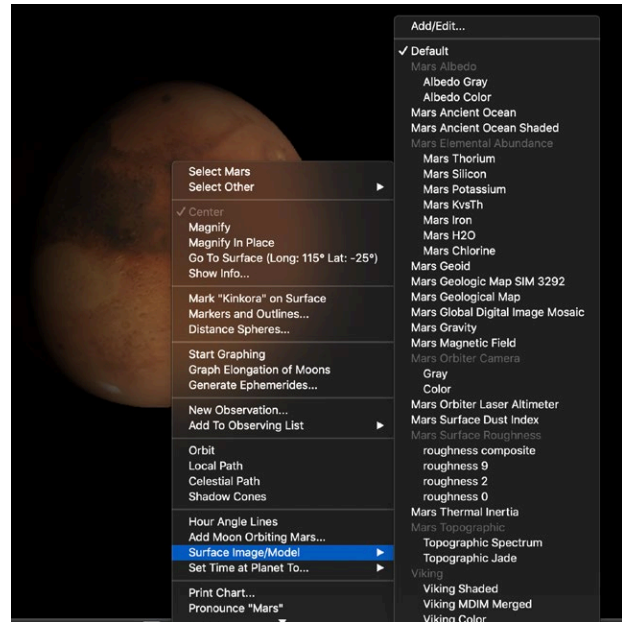 Select Mars
Select Other
Center
Magnify
Magnify In Place
Go To Surface (Long: 115° Lat: -25°)
Show Info...
Mark "Kinkora" on Surface
Markers and Outlines...
Distance Spheres...
Start Graphing
Graph Elongation of Moons
Generate Ephemerides...
New Observation...
Add To Observing List
Orbit
Local Path
Celestial Path
Shadow Cones
Hour Angle Lines
Add Moon Orbiting Mars...
Surface Image/Model
Set Time at Planet To...
Print Chart...
Pronounce "Mars"
Add/Edit...
Default
Mars Albedo
Albedo Gray
Albedo Color
Mars Ancient Ocean
Mars Ancient Ocean Shaded
Mars Elemental Abundance
Mars Thorium
Mars Silicon
Mars Potassium
Mars KvsTh
Mars Iron
Mars H2O
Mars Chlorine
Mars Geoid
Mars Geologic Map SIM 3292
Mars Geological Map
Mars Global Digital Image Mosaic
Mars Gravity
Mars Magnetic Field
Mars Orbiter Camera
Gray
Color
Mars Orbiter Laser Altimeter
Mars Surface Dust Index
Mars Surface Roughness
roughness composite
roughness 9
roughness 2
roughness 0
Mars Thermal Inertia
Mars Topographic
Topographic Spectrum
Topographic Jade
Viking
Viking Shaded
Viking MDIM Merged
Viking Color